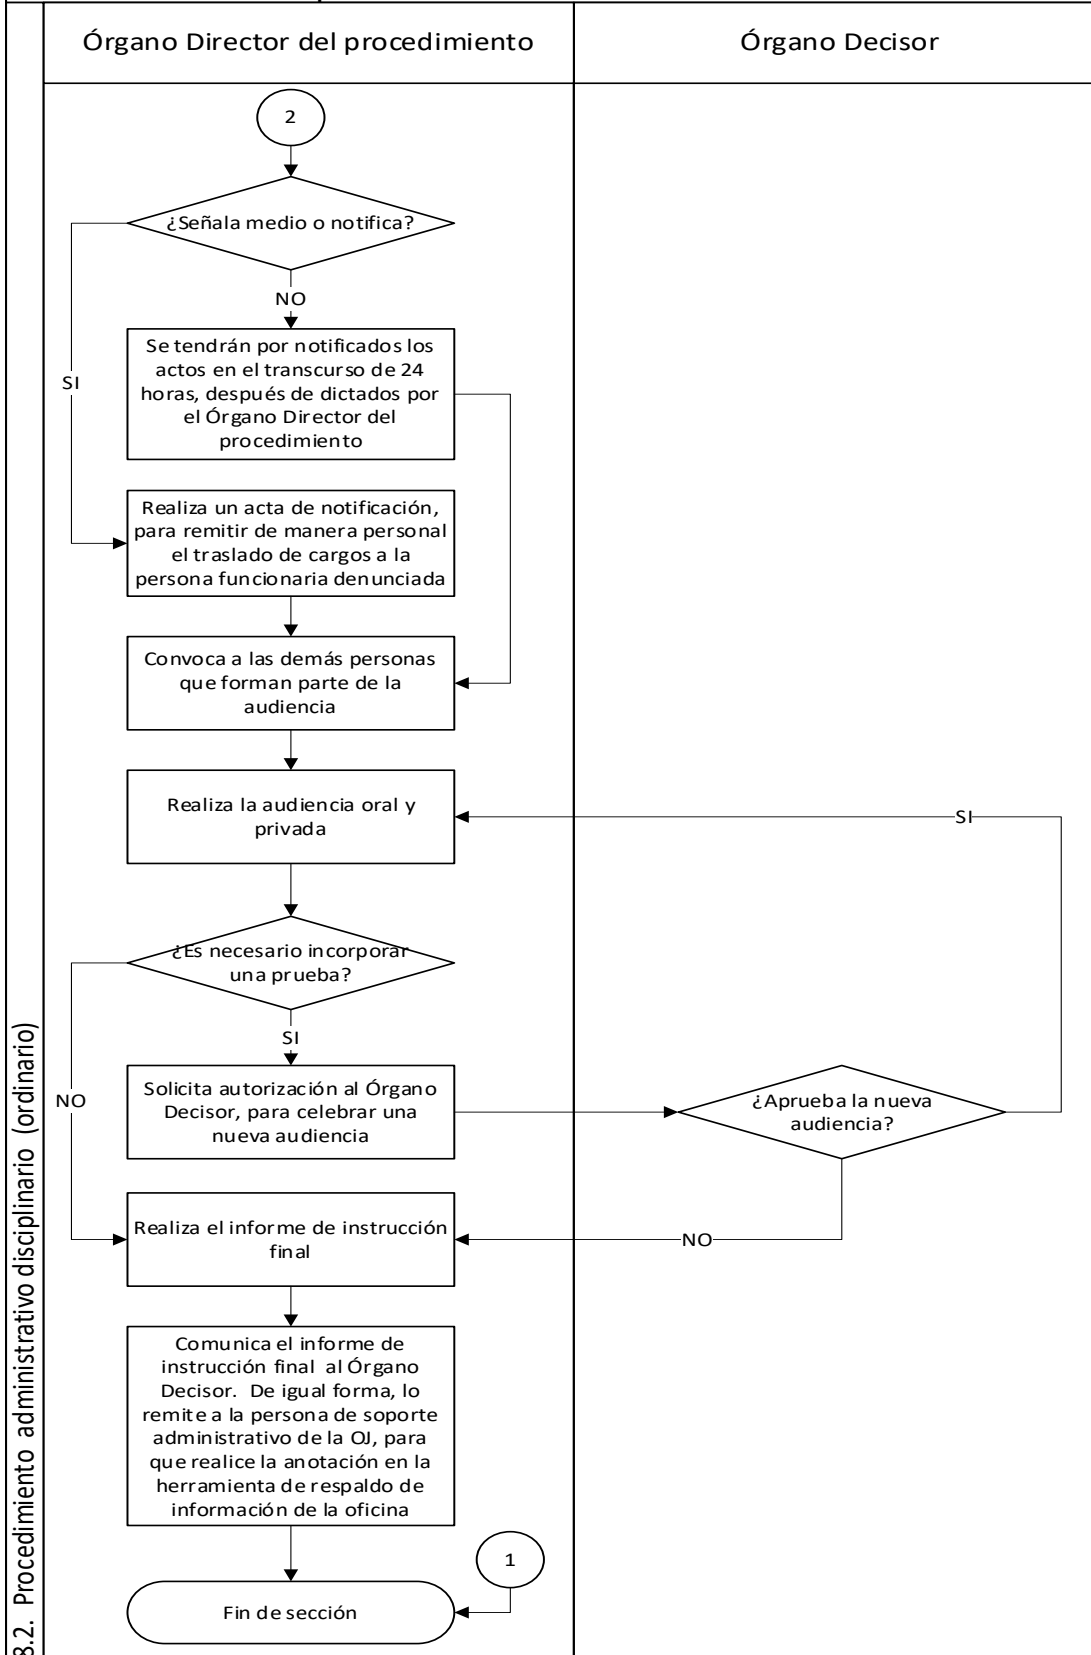 Órgano Director del procedimiento
Órgano Decisor
2
¿Señala medio o notifica?
NO
SI
Se tendrán por notificados los
actos en el transcurso de 24
horas, después de dictados por
el Órgano Director del
procedimiento
Realiza un acta de notificación,
para remitir de manera personal
el traslado de cargos a la
persona funcionaria denunciada
Convoca a las demás personas
que forman parte de la
audiencia
Realiza la audiencia oral y
privada
SI
¿Es necesario incorporar
una prueba?
SI
NO
Solicita autorización al Órgano
Decisor, para celebrar una
nueva audiencia
¿Aprueba la nueva
audiencia?
Realiza el informe de instrucción
final
NO
Comunica el informe de
instrucción final al Órgano
Decisor. De igual forma, lo
remite a la persona de soporte
administrativo de la OJ, para
que realice la anotación en la
herramienta de respaldo de
información de la oficina
1
Fin de sección
3.2. Procedimiento administrativo disciplinario (ordinario)